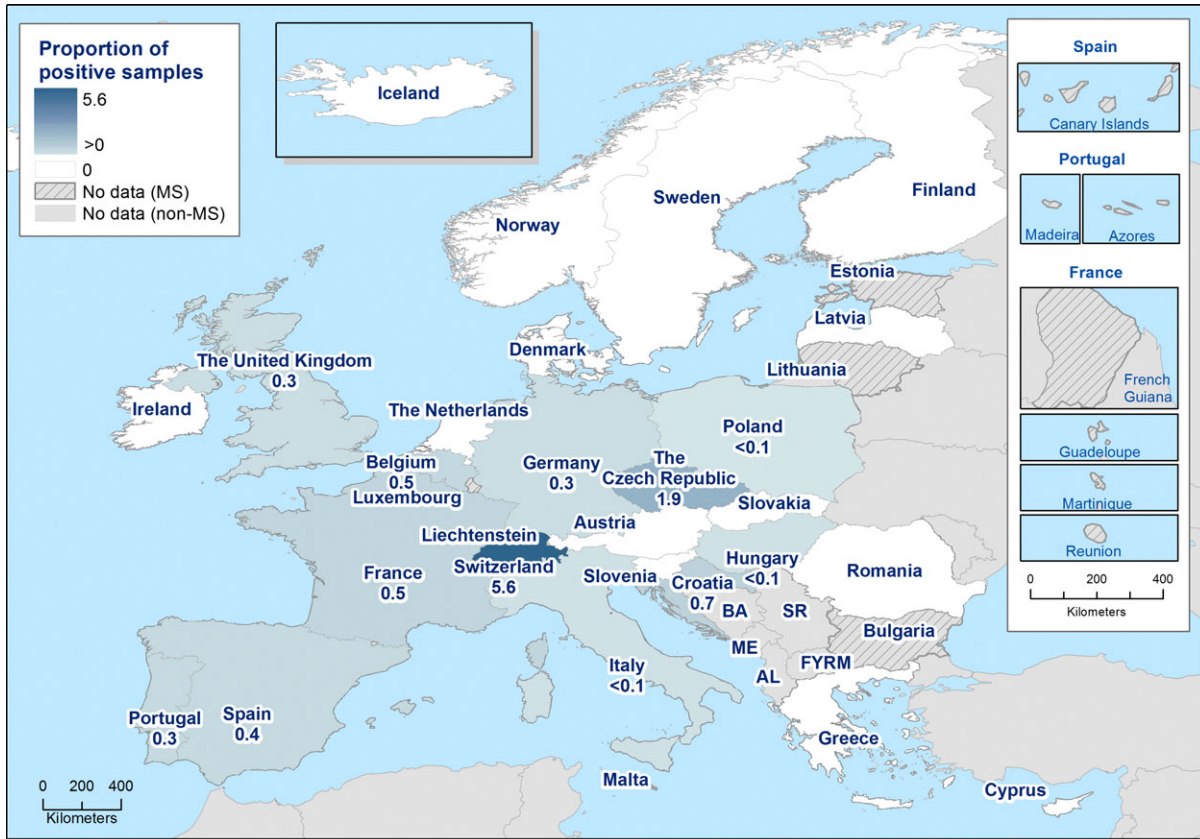 Proportion of
positive samples
5.6
>0
0
No data (MS)
No data (non-MS)
Iceland
Norway
Sweden
Finland
Estonia
Latvia
Lithuania
Denmark
The United Kingdom
0.3
Ireland
The Netherlands
Belgium
0.5
Luxembourg
Germany
0.3
Poland
<0.1
The
Czech Republic
1.9
Slovakia
Austria
Liechtenstein
Switzerland
5.6
France
0.5
Slovenia
Croatia
0.7
Hungary
<0.1
Romania
BA
SR
ME
AL
FYRM
Bulgaria
Italy
<0.1
Portugal
0.3
Spain
0.4
Greece
Malta
Cyprus
0 200 400
Kilometers
Spain
Canary Islands
Portugal
Madeira
Azores
France
French
Guiana
Guadeloupe
Martinique
Reunion
0 200 400
Kilometers